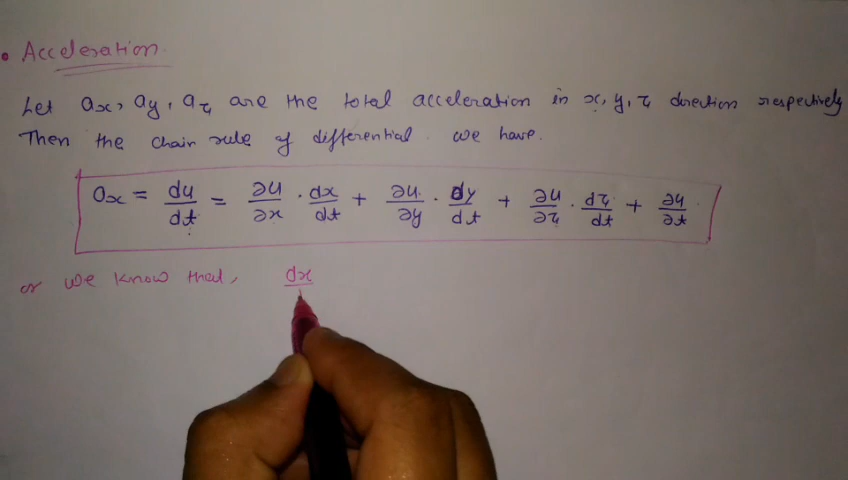 • Acceleration.
Let ax, ay, az are the total acceleration in x, y, z direction respectively
Then the chain rule of differential. we have.
ax = du/dt = ∂u/∂x · dx/dt + ∂u/∂y · dy/dt + ∂u/∂z · dz/dt + ∂u/∂t
or we know that, dx